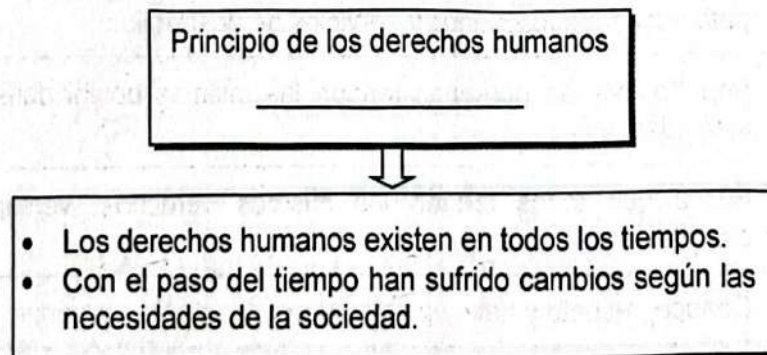 Principio de los derechos humanos
• Los derechos humanos existen en todos los tiempos.
• Con el paso del tiempo han sufrido cambios según las
necesidades de la sociedad.